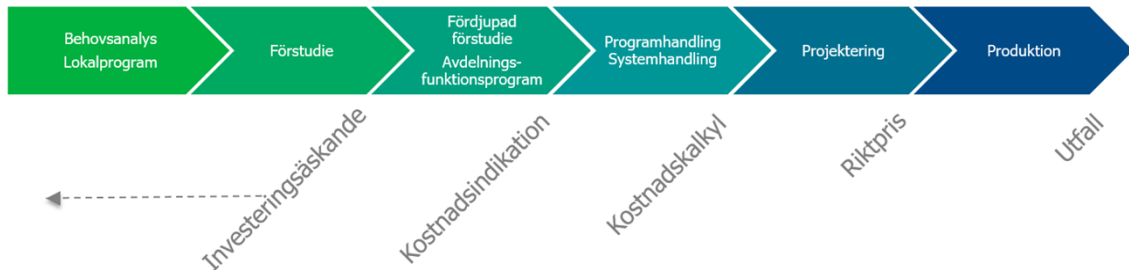 Behovsanalys
Lokalprogram
Förstudie
Fördjupad
förstudie
Avdelnings-
funktionsprogram
Programhandling
Systemhandling
Projektering
Produktion
Investeringsäskande
Kostnadsindikation
Kostnadskalkyl
Riktpris
Utfall